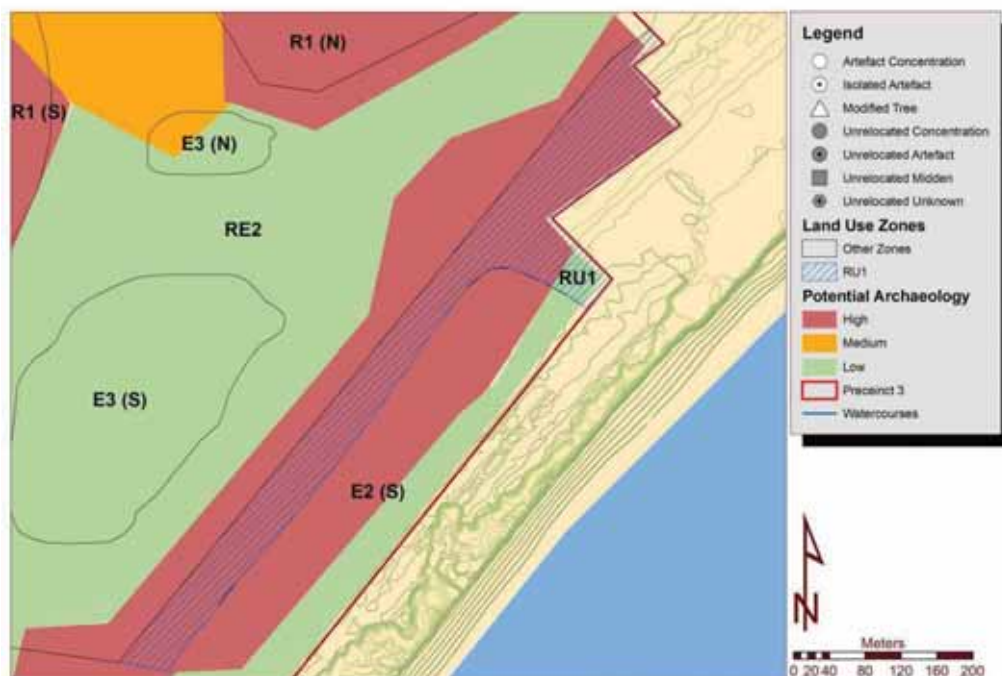 R1 (N)
R1 (S)
E3 (N)
RE2
RU1
E3 (S)
E2 (S)
Legend
Artefact Concentration
Isolated Artefact
Modified Tree
Unrelocated Concentration
Unrelocated Artefact
Unrelocated Midden
Unrelocated Unknown
Land Use Zones
Other Zones
RU1
Potential Archaeology
High
Medium
Low
Preceinct 3
Watercourses
N
Meters
0 20 40 80 120 160 200